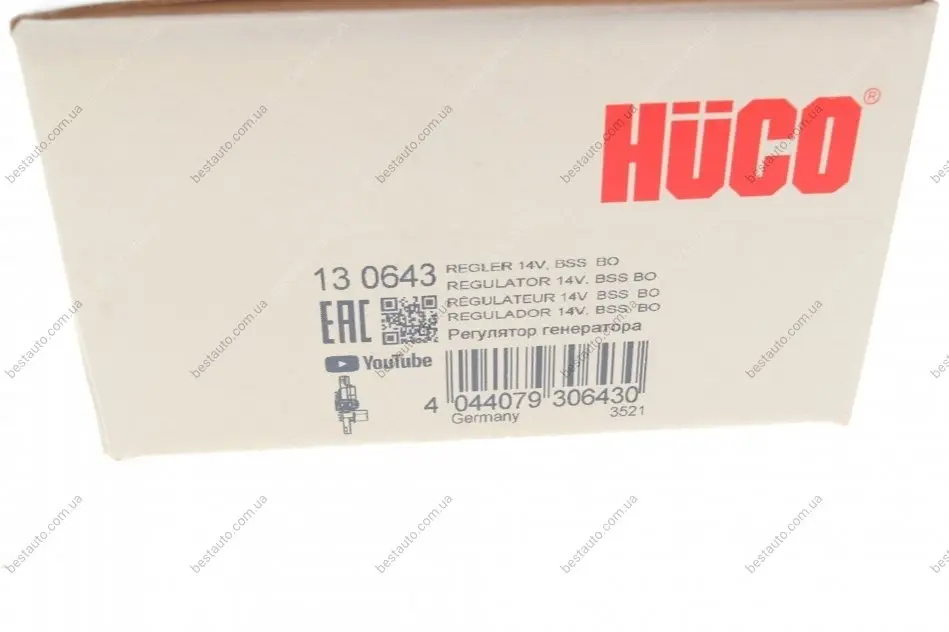 HÜCO®
13 0643
REGLER 14V, BSS BO
REGULATOR 14V. BSS BO
RÉGULATEUR 14V BSS BO
REGULADOR 14V. BSS. BO
Регулятор генератора
EAC
YouTube
4 044079 306430
Germany
3521
bestauto.com.ua